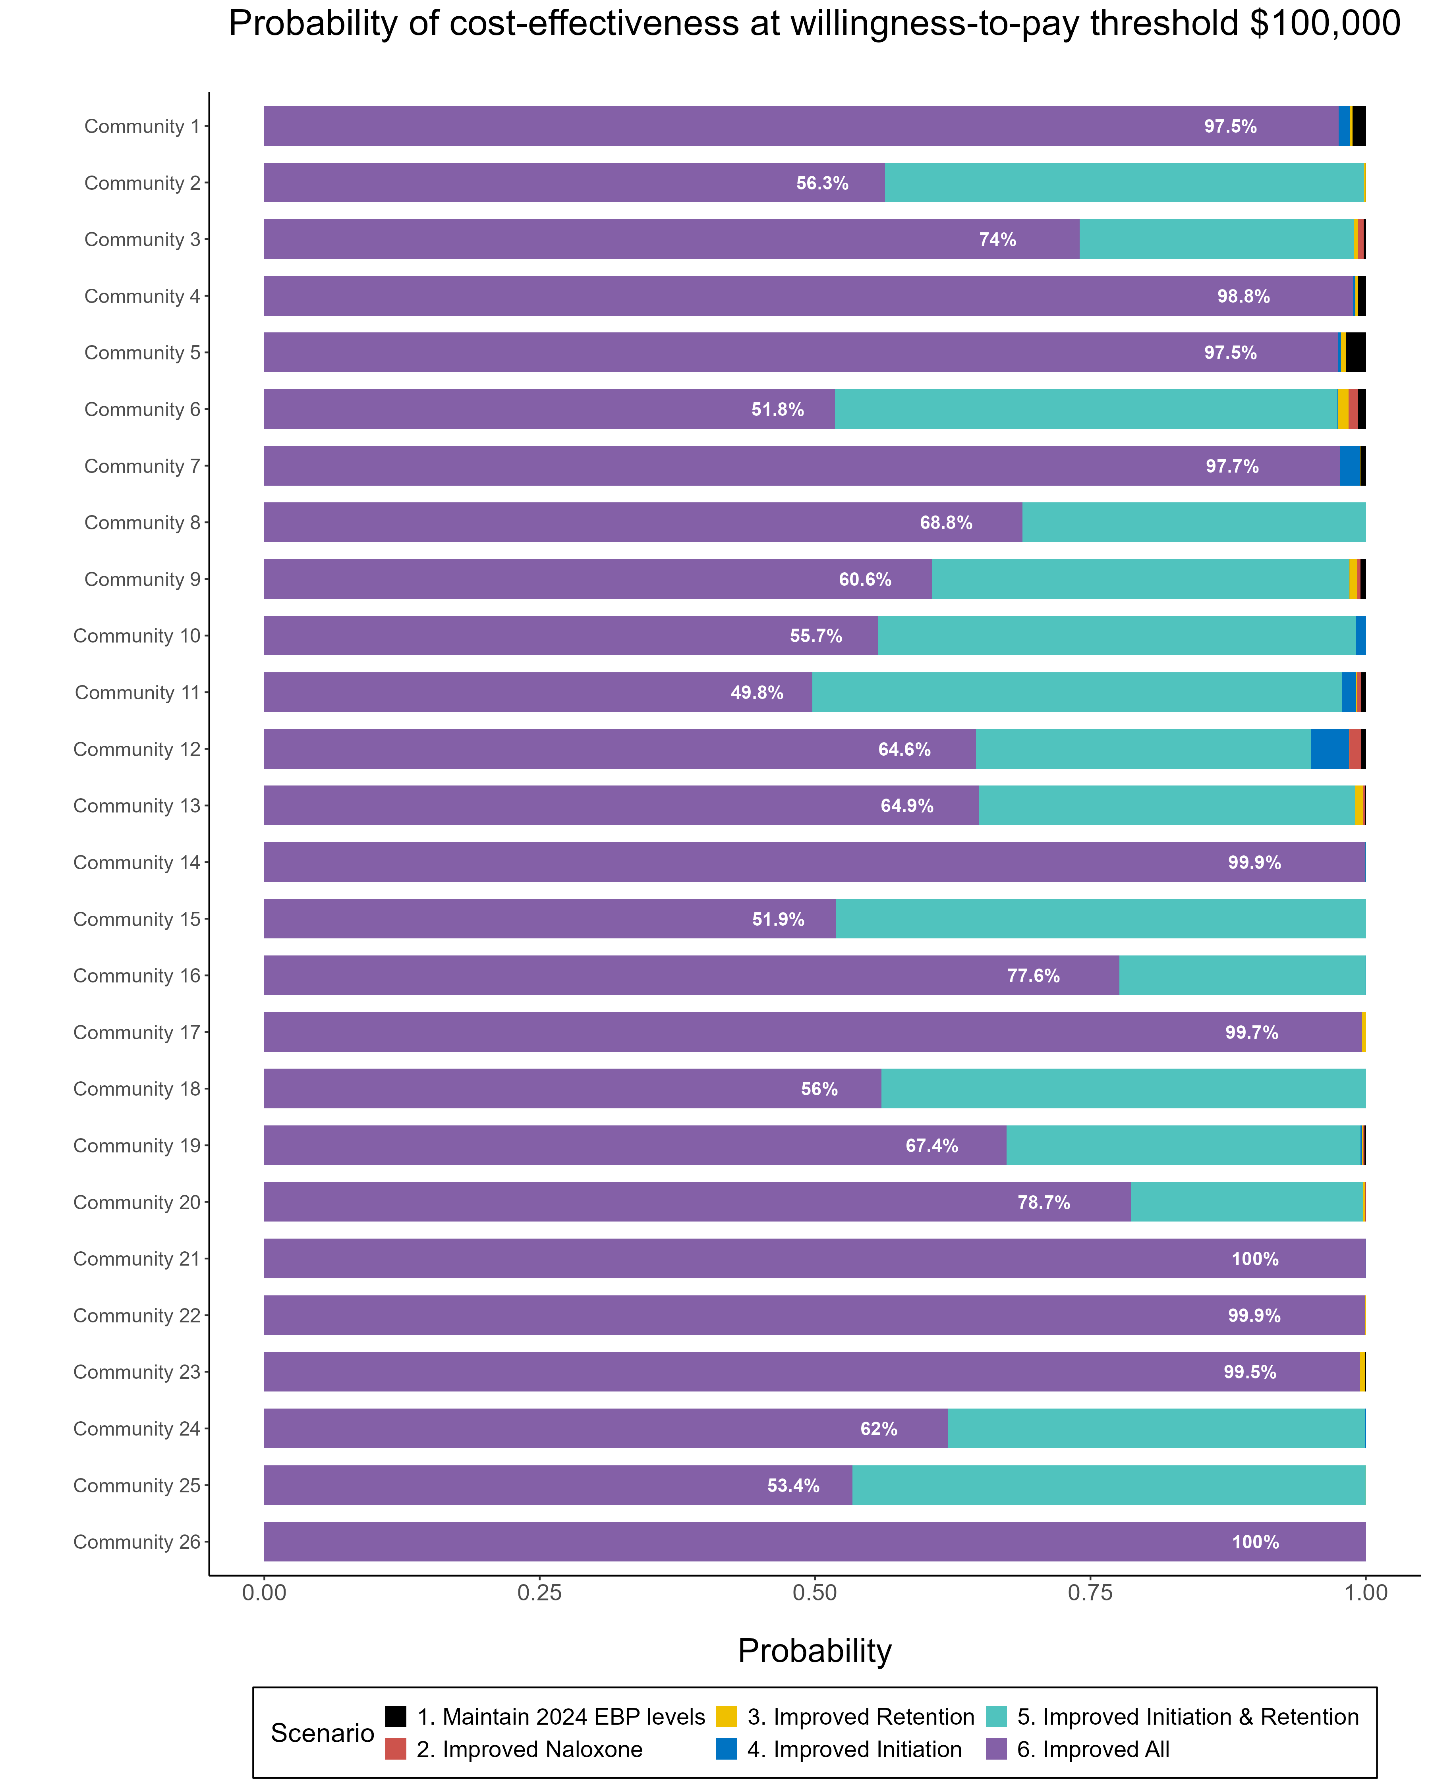 Probability of cost-effectiveness at willingness-to-pay threshold $100,000
Community 1 97.5%
Community 2 56.3%
Community 3 74%
Community 4 98.8%
Community 5 97.5%
Community 6 51.8%
Community 7 97.7%
Community 8 68.8%
Community 9 60.6%
Community 10 55.7%
Community 11 49.8%
Community 12 64.6%
Community 13 64.9%
Community 14 99.9%
Community 15 51.9%
Community 16 77.6%
Community 17 99.7%
Community 18 56%
Community 19 67.4%
Community 20 78.7%
Community 21 100%
Community 22 99.9%
Community 23 99.5%
Community 24 62%
Community 25 53.4%
Community 26 100%
0.00 0.25 0.50 0.75 1.00
Probability
Scenario
1. Maintain 2024 EBP levels 3. Improved Retention 5. Improved Initiation & Retention
2. Improved Naloxone 4. Improved Initiation 6. Improved All